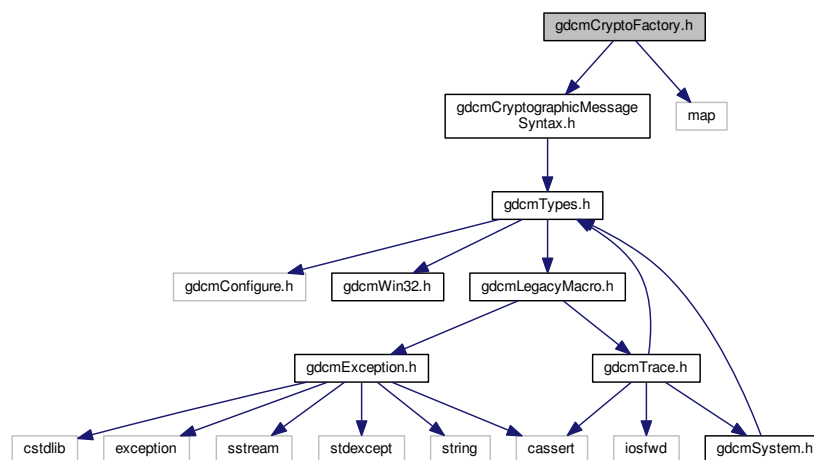 gdcmCryptoFactory.h
gdcmCryptographicMessage
Syntax.h
map
gdcmTypes.h
gdcmConfigure.h
gdcmWin32.h
gdcmLegacyMacro.h
gdcmException.h
gdcmTrace.h
cstdlib
exception
sstream
stdexcept
string
cassert
iosfwd
gdcmSystem.h